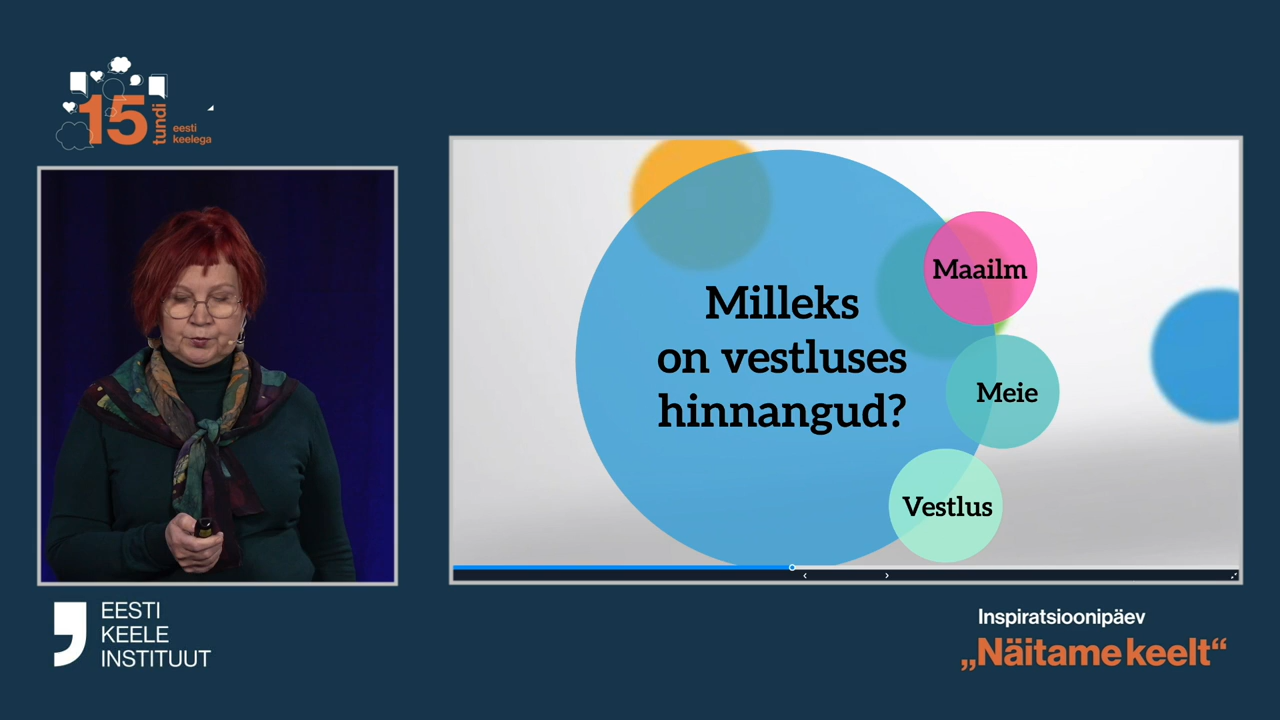 15
tundi
eesti
keelega
Milleks
on vestluses
hinnangud?
Maailm
Meie
Vestlus
EESTI
KEELE
INSTITUUT
Inspiratsioonipäev
„Näitame keelt“